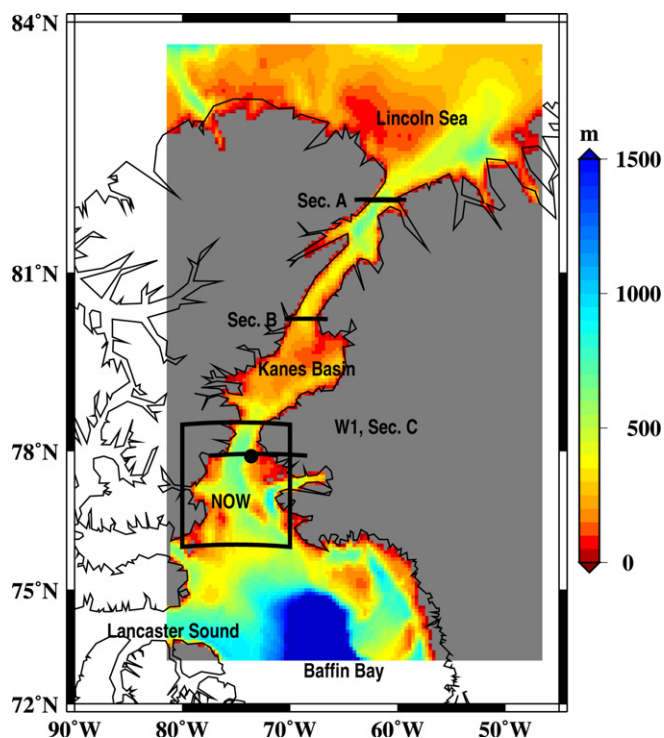 84°N
Lincoln Sea
m
1500
Sec. A
81°N
1000
Sec. B
Kanes Basin
W1, Sec. C
500
78°N
NOW
0
75°N
Lancaster Sound
Baffin Bay
72°N
90°W 80°W 70°W 60°W 50°W